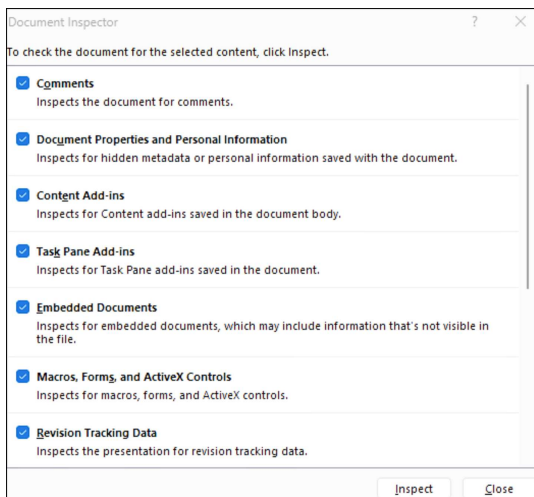 Document Inspector
?
To check the document for the selected content, click Inspect.
Comments
Inspects the document for comments.
Document Properties and Personal Information
Inspects for hidden metadata or personal information saved with the document.
Content Add-ins
Inspects for Content add-ins saved in the document body.
Task Pane Add-ins
Inspects for Task Pane add-ins saved in the document.
Embedded Documents
Inspects for embedded documents, which may include information that's not visible in
the file.
Macros, Forms, and ActiveX Controls
Inspects for macros, forms, and ActiveX controls.
Revision Tracking Data
Inspects the presentation for revision tracking data.
Inspect Close